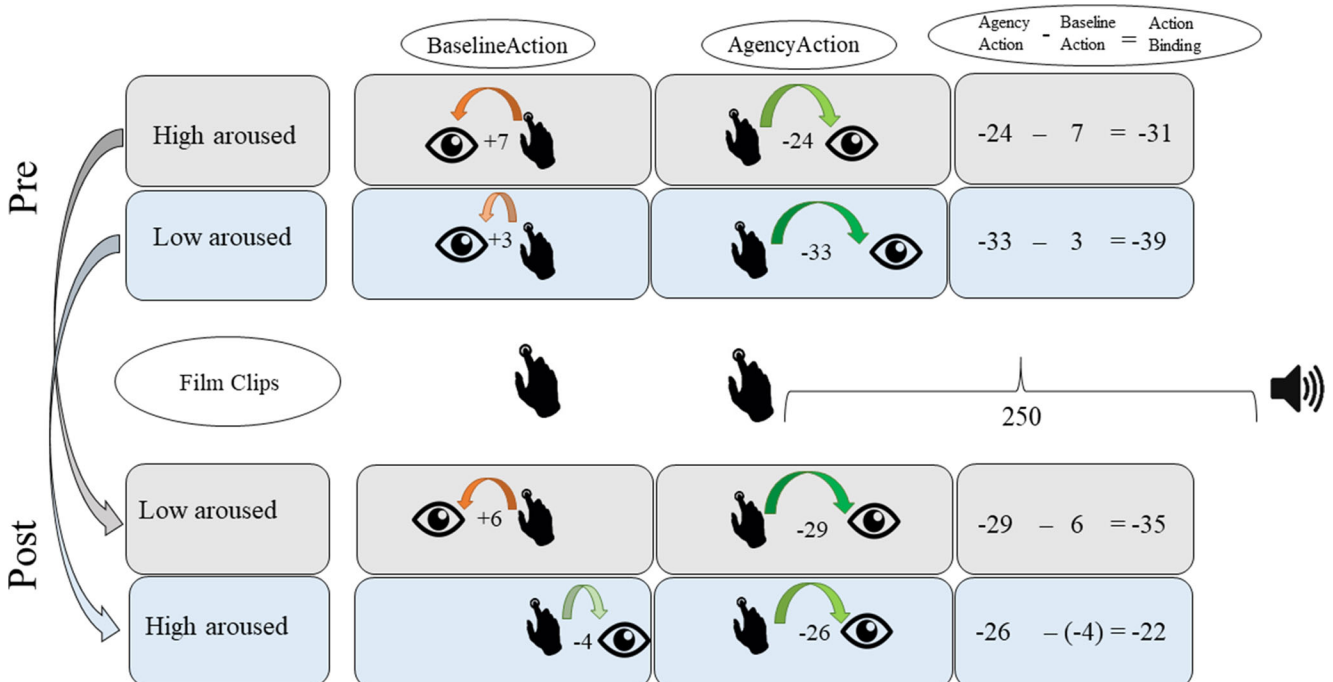 BaselineAction
AgencyAction
Agency Action - Baseline Action = Action Binding
Pre
High aroused
+7
-24
-24 – 7 = -31
Low aroused
+3
-33
-33 – 3 = -39
Film Clips
250
Post
Low aroused
+6
-29
-29 – 6 = -35
High aroused
-4
-26
-26 – (-4) = -22